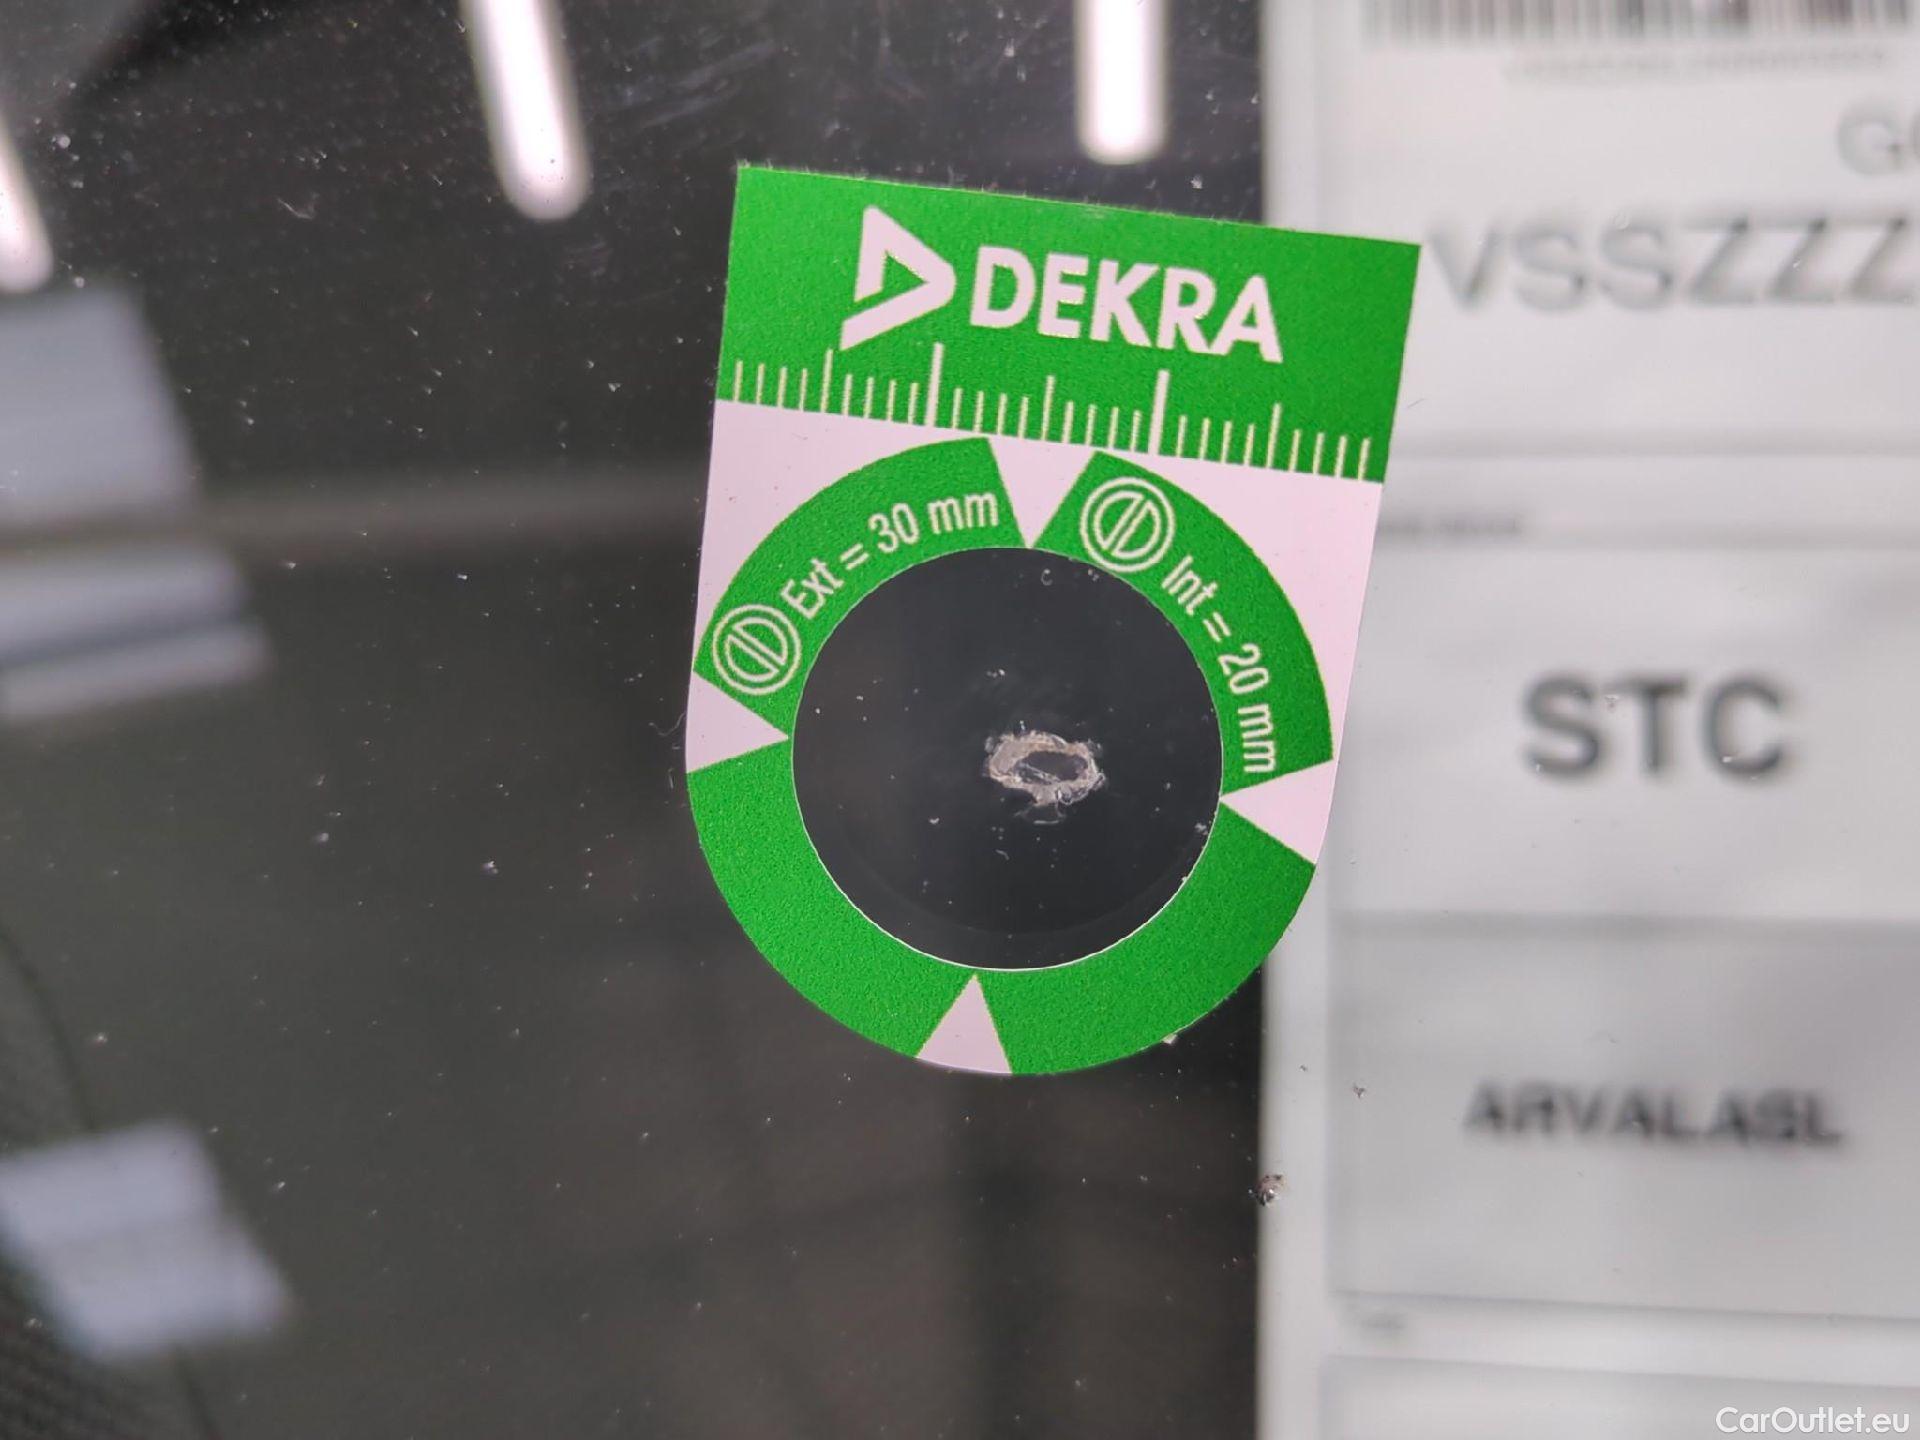 DEKRA
Ext = 30 mm
Int = 20 mm
VSSZZZ
STC
ARVALASL
CarOutlet.eu